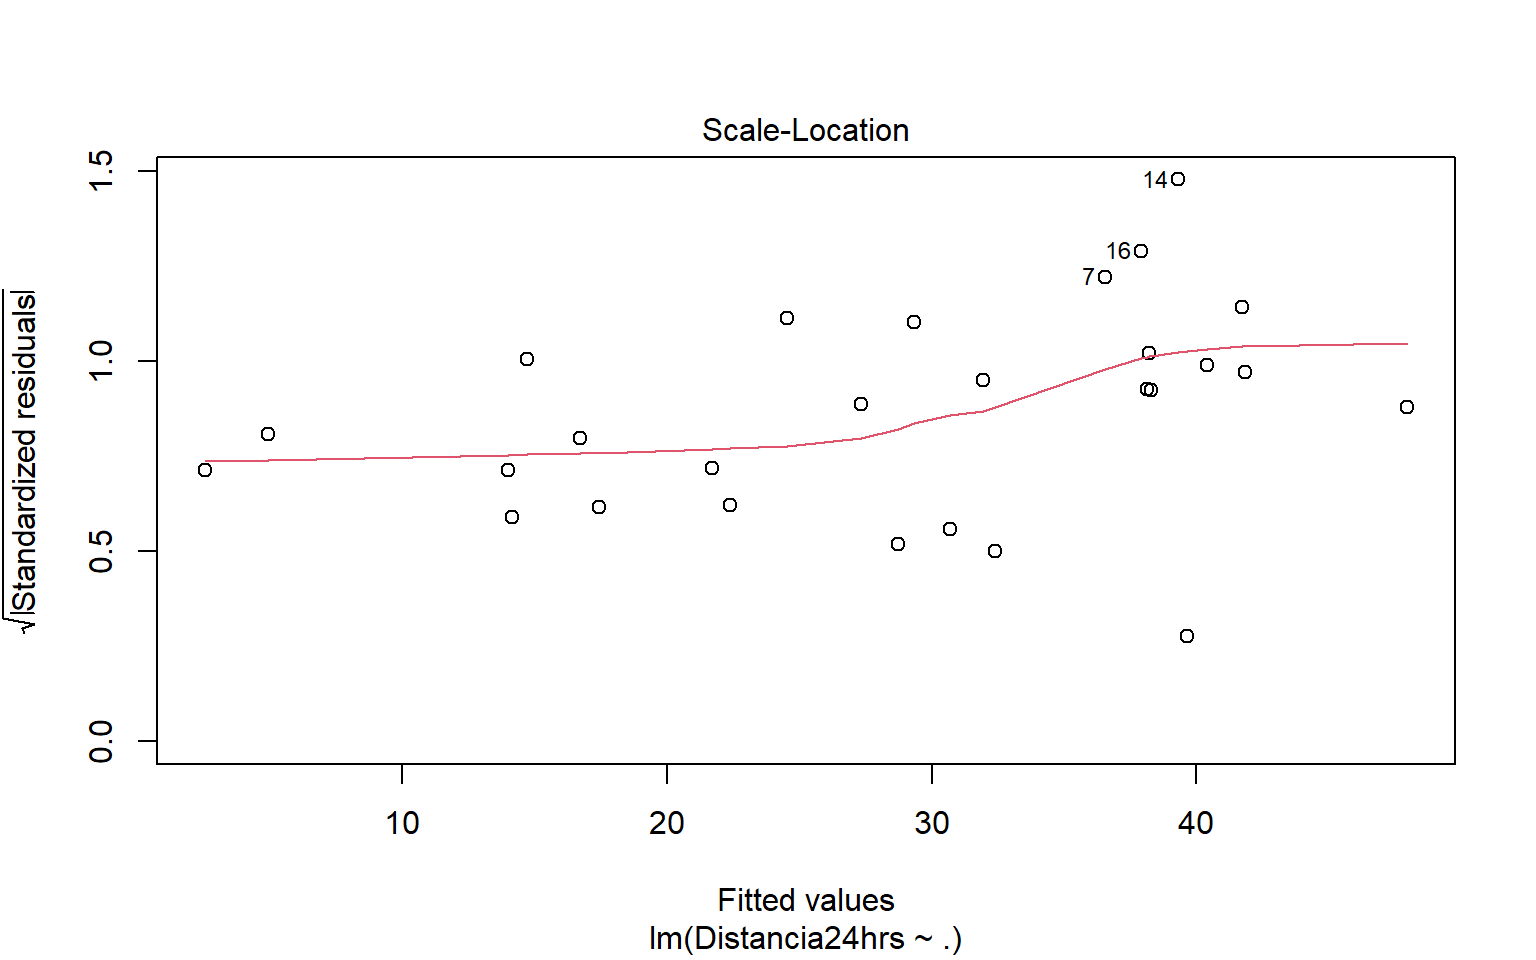 Scale-Location
1.5
1.0
0.5
0.0
√|Standardized residuals|
14
16
7
10 20 30 40
Fitted values
lm(Distancia24hrs ~ .)